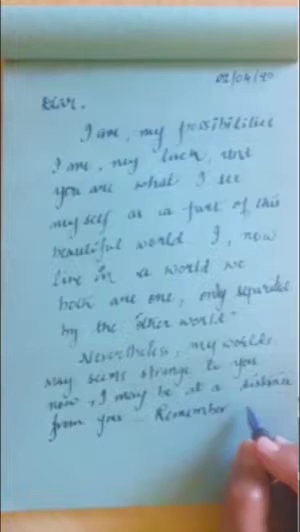 02/04/20
Dear.
I am, my possibilities
I am, my luck, and
you are what I see
myself as a part of this
beautiful world. I, now
live in a world we
both are one, only separated
by the "other world"
Nevertheless, my world
may seems strange to you
now, I may be at a distance
from you — Remember